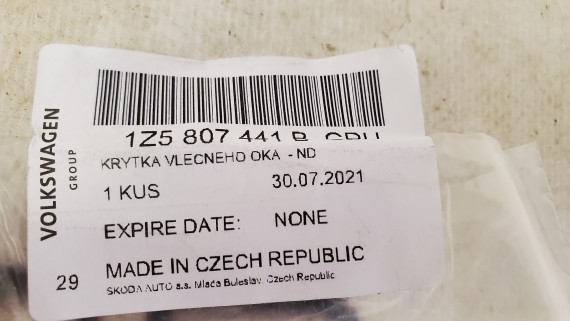 VOLKSWAGEN
GROUP
1Z5 807 441 B GRU
KRYTKA VLECNEHO OKA - ND
1 KUS 30.07.2021
EXPIRE DATE: NONE
29 MADE IN CZECH REPUBLIC
SKODA AUTO a.s. Mlada Boleslav, Czech Republic